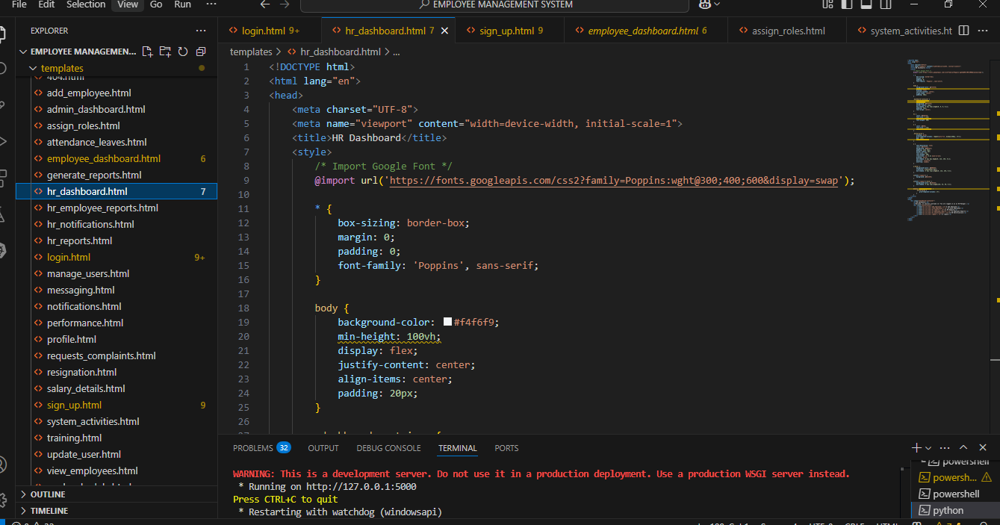 File Edit Selection View Go Run ··· EMPLOYEE MANAGEMENT SYSTEM
EXPLORER ···
EMPLOYEE MANAGEMEN...
templates
404.html
add_employee.html
admin_dashboard.html
assign_roles.html
attendance_leaves.html
employee_dashboard.html 6
generate_reports.html
hr_dashboard.html 7
hr_employee_reports.html
hr_notifications.html
hr_reports.html
login.html 9+
manage_users.html
messaging.html
notifications.html
performance.html
profile.html
requests_complaints.html
resignation.html
salary_details.html
sign_up.html 9
system_activities.html
training.html
update_user.html
view_employees.html
OUTLINE
TIMELINE
login.html 9+ hr_dashboard.html 7 sign_up.html 9 employee_dashboard.html 6 assign_roles.html system_activities.ht ···
templates > hr_dashboard.html > ...
1 <!DOCTYPE html>
2 <html lang="en">
3 <head>
4 <meta charset="UTF-8">
5 <meta name="viewport" content="width=device-width, initial-scale=1">
6 <title>HR Dashboard</title>
7 <style>
8 /* Import Google Font */
9 @import url('https://fonts.googleapis.com/css2?family=Poppins:wght@300;400;600&display=swap');
10
11 * {
12 box-sizing: border-box;
13 margin: 0;
14 padding: 0;
15 font-family: 'Poppins', sans-serif;
16 }
17
18 body {
19 background-color: #f4f6f9;
20 min-height: 100vh;
21 display: flex;
22 justify-content: center;
23 align-items: center;
24 padding: 20px;
25 }
26
PROBLEMS 32 OUTPUT DEBUG CONSOLE TERMINAL PORTS
WARNING: This is a development server. Do not use it in a production deployment. Use a production WSGI server instead.
* Running on http://127.0.0.1:5000
Press CTRL+C to quit
* Restarting with watchdog (windowsapi)
powershell
powersh...
powershell
python